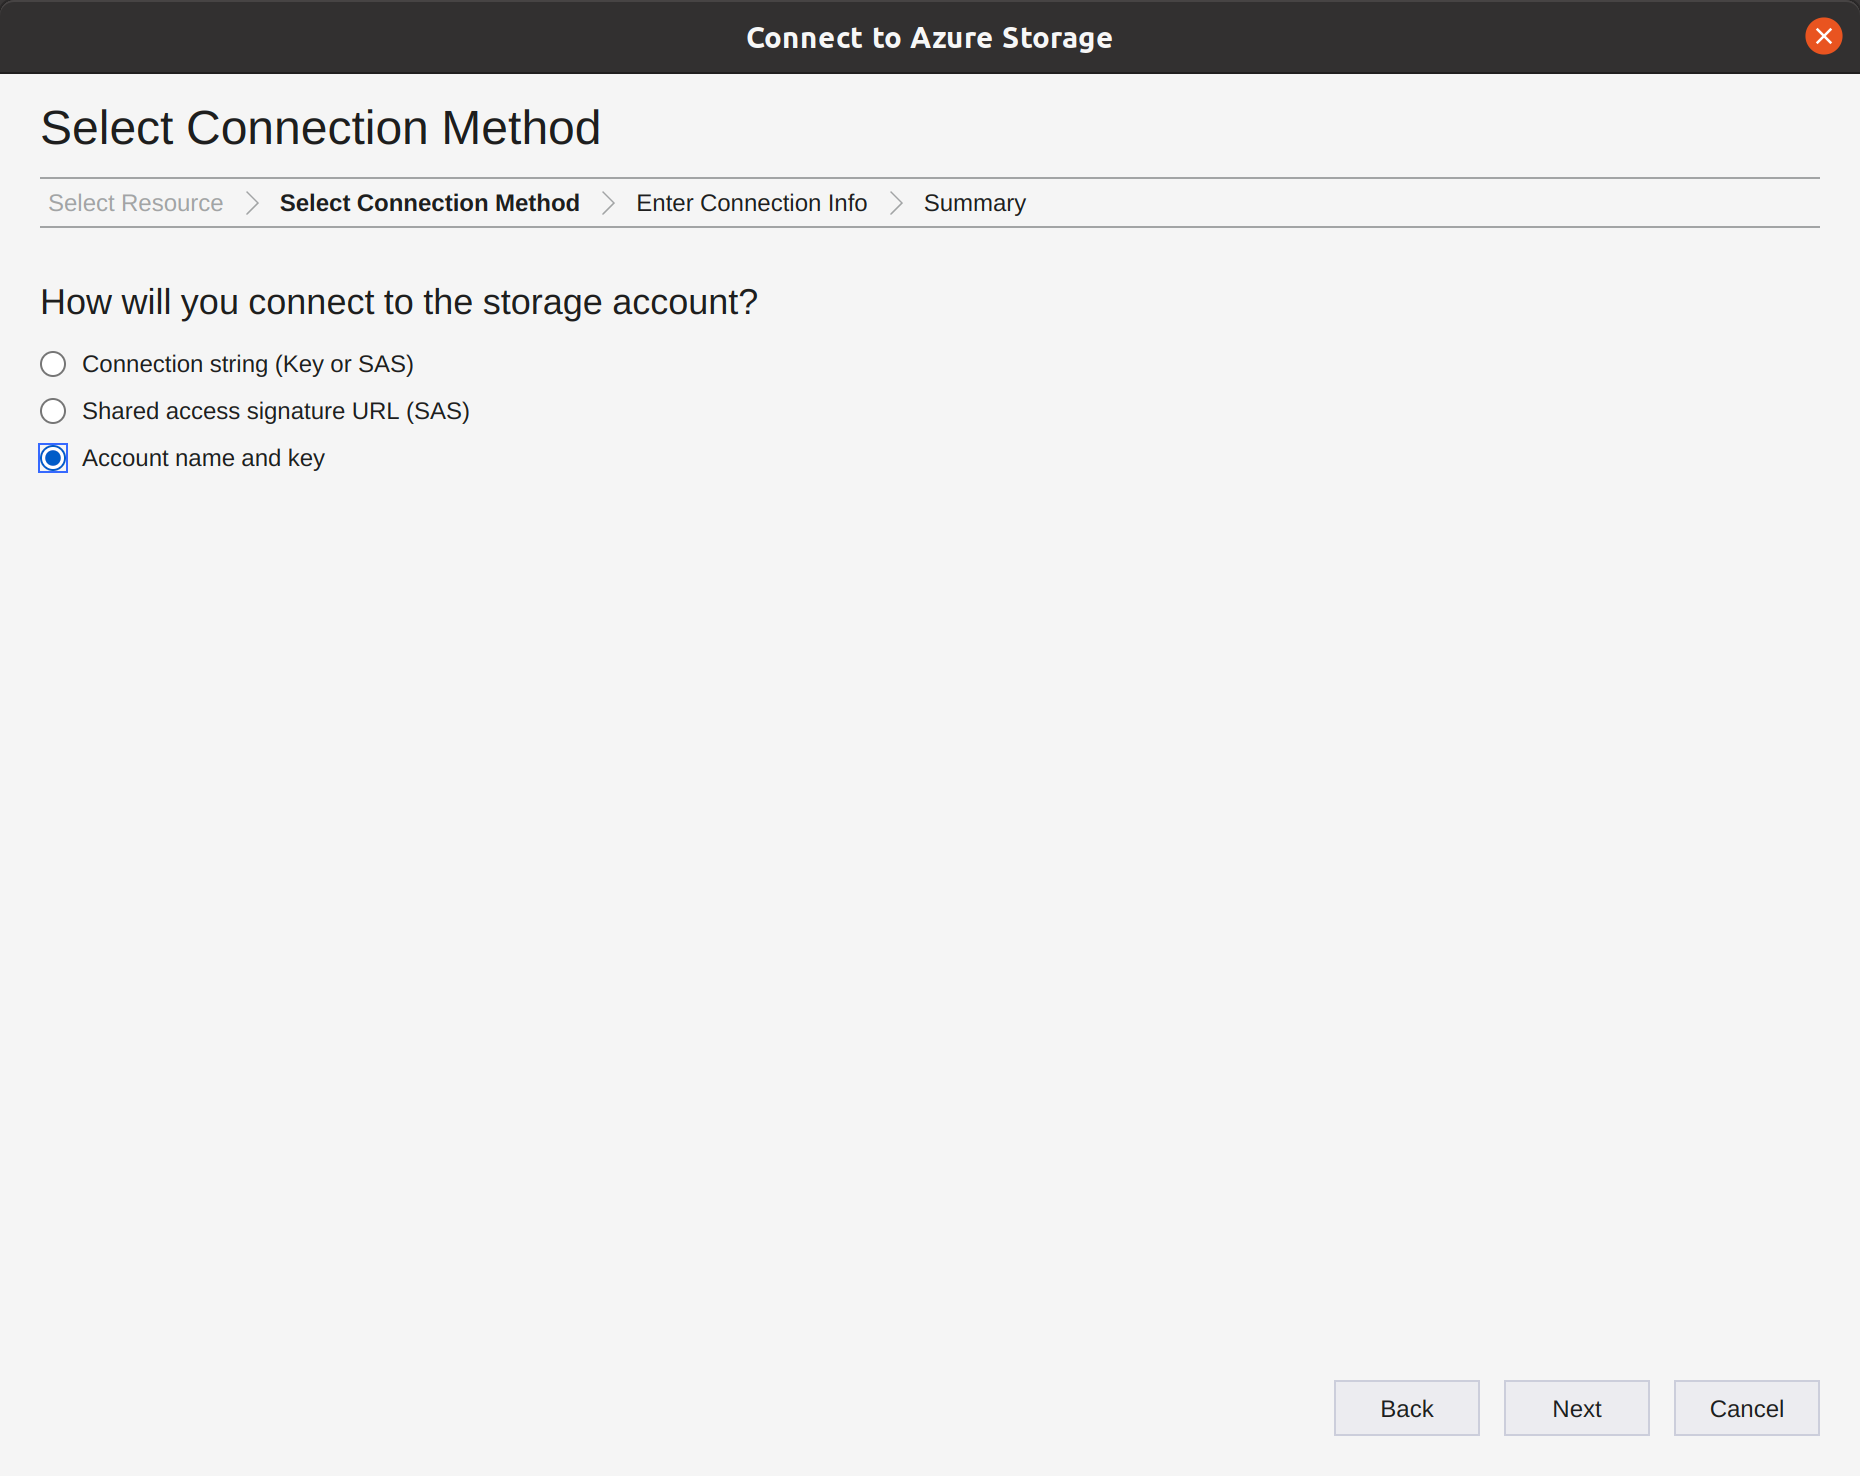 Connect to Azure Storage
Select Connection Method
Select Resource Select Connection Method Enter Connection Info Summary
How will you connect to the storage account?
Connection string (Key or SAS)
Shared access signature URL (SAS)
Account name and key
Back Next Cancel